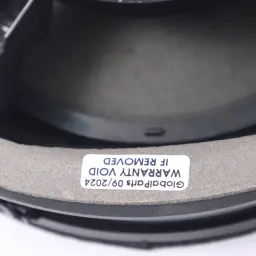 GlobalParts 09/2024
WARRANTY VOID
IF REMOVED